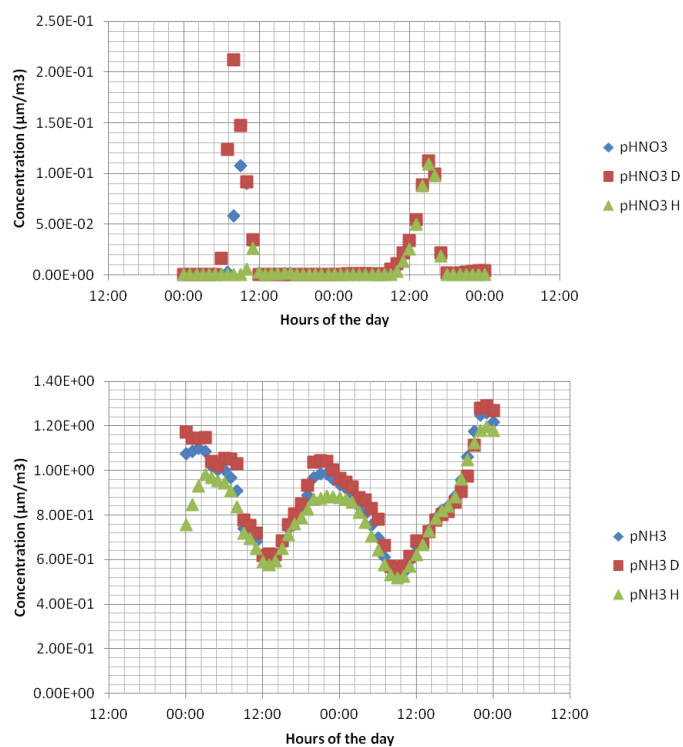 2.50E-01
2.00E-01
1.50E-01
1.00E-01
5.00E-02
0.00E+00
12:00 00:00 12:00 00:00 12:00 00:00 12:00
Concentration (µm/m3)
Hours of the day
pHNO3
pHNO3 D
pHNO3 H
1.40E+00
1.20E+00
1.00E+00
8.00E-01
6.00E-01
4.00E-01
2.00E-01
0.00E+00
12:00 00:00 12:00 00:00 12:00 00:00 12:00
Concentration (µm/m3)
Hours of the day
pNH3
pNH3 D
pNH3 H